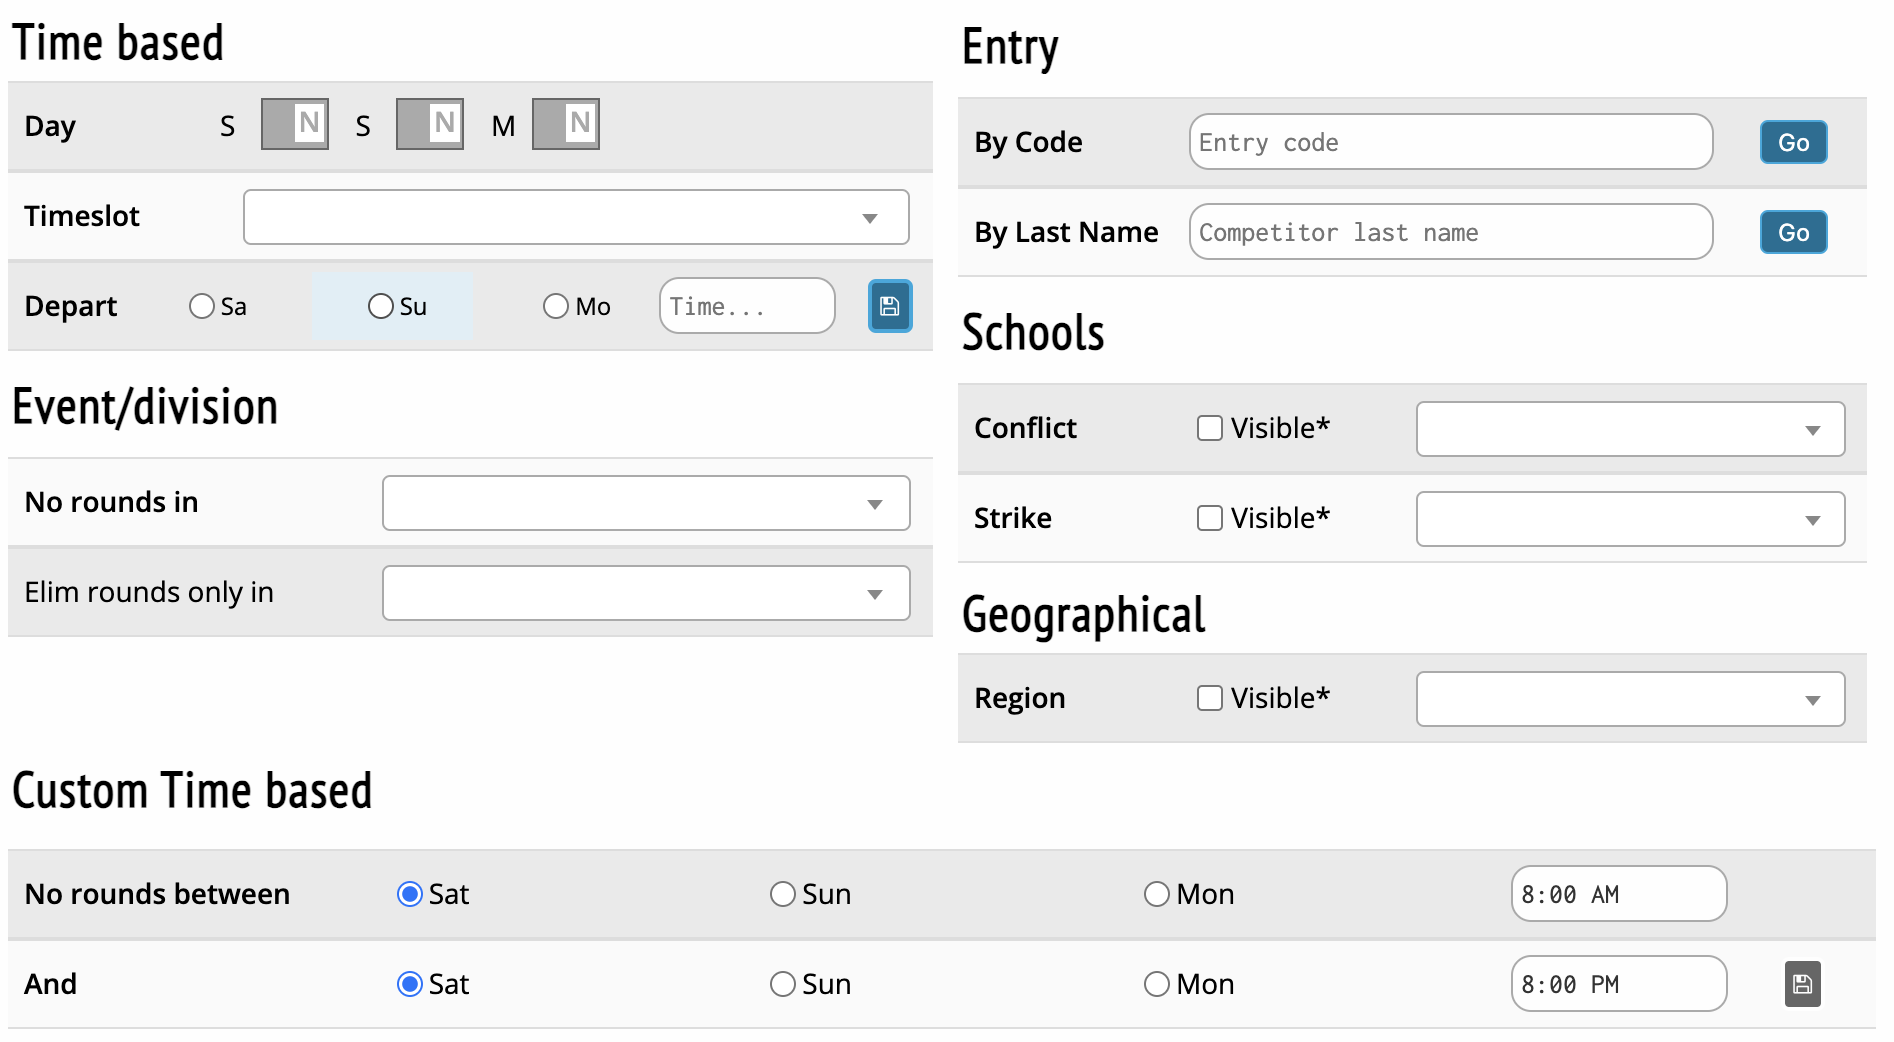 Time based
Day S N S N M N
Timeslot
Depart Sa Su Mo Time...
Event/division
No rounds in
Elim rounds only in
Entry
By Code Entry code Go
By Last Name Competitor last name Go
Schools
Conflict Visible*
Strike Visible*
Geographical
Region Visible*
Custom Time based
No rounds between Sat Sun Mon 8:00 AM
And Sat Sun Mon 8:00 PM